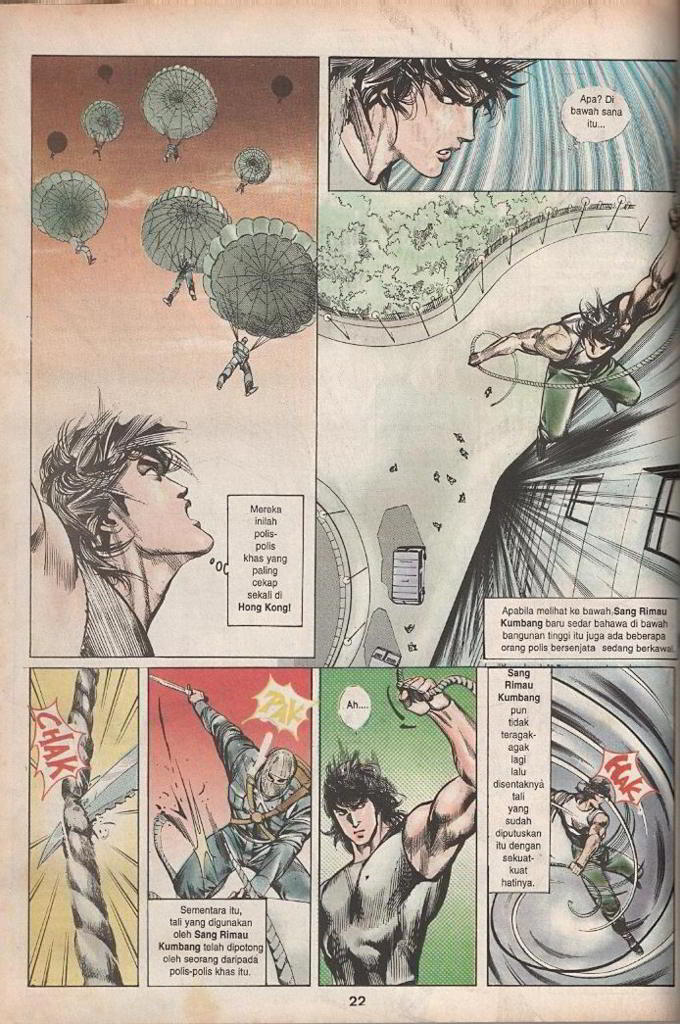 Mereka
inilah
polis-
polis
khas yang
paling
cekap
sekali di
Hong Kong!
Apa? Di
bawah sana
itu...
Apabila melihat ke bawah, Sang Rimau
Kumbang baru sedar bahawa di bawah
bangunan tinggi itu juga ada beberapa
orang polis bersenjata sedang berkawal.
CHAK
PAK
Sementara itu,
tali yang digunakan
oleh Sang Rimau
Kumbang telah dipotong
oleh seorang daripada
polis-polis khas itu.
Ah....
Sang
Rimau
Kumbang
pun
tidak
teragak-
agak
lagi
lalu
disentaknya
tali
yang
sudah
diputuskan
itu dengan
sekuat-
kuat
hatinya.
HUK
22